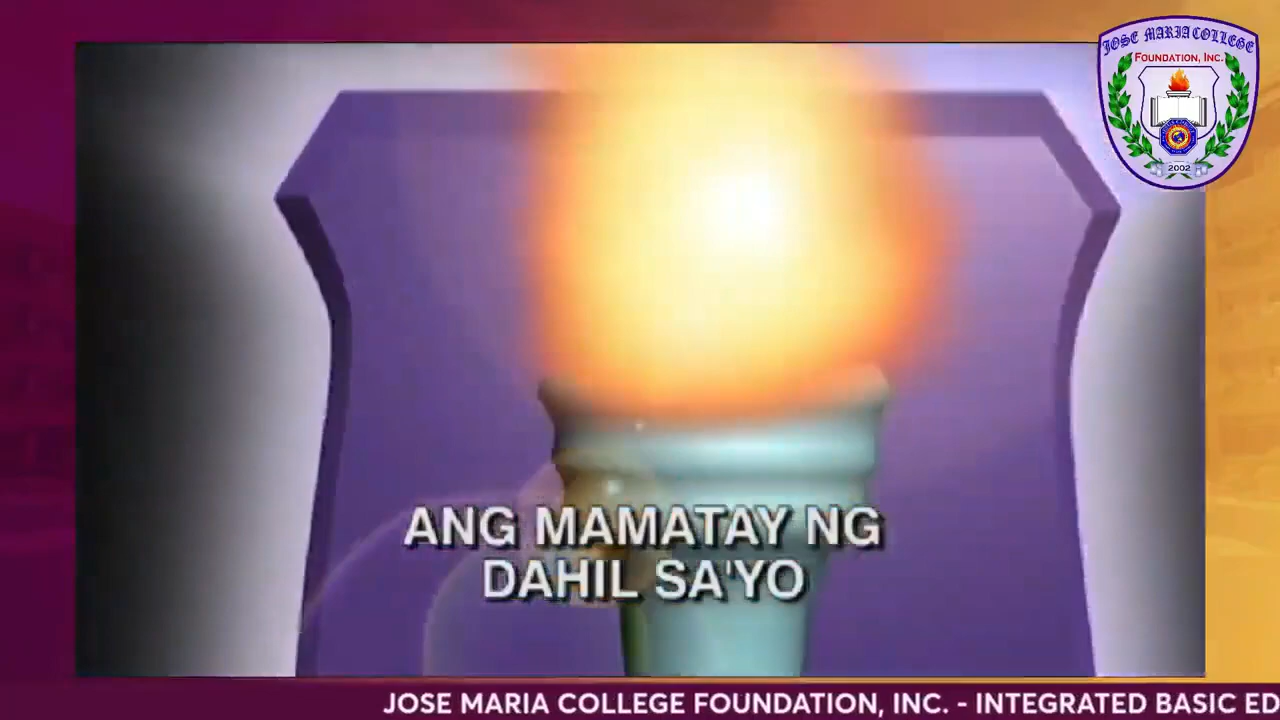 JOSE MARIA COLLEGE
FOUNDATION, INC.
2002
ANG MAMATAY NG
DAHIL SA'YO
JOSE MARIA COLLEGE FOUNDATION, INC. - INTEGRATED BASIC ED